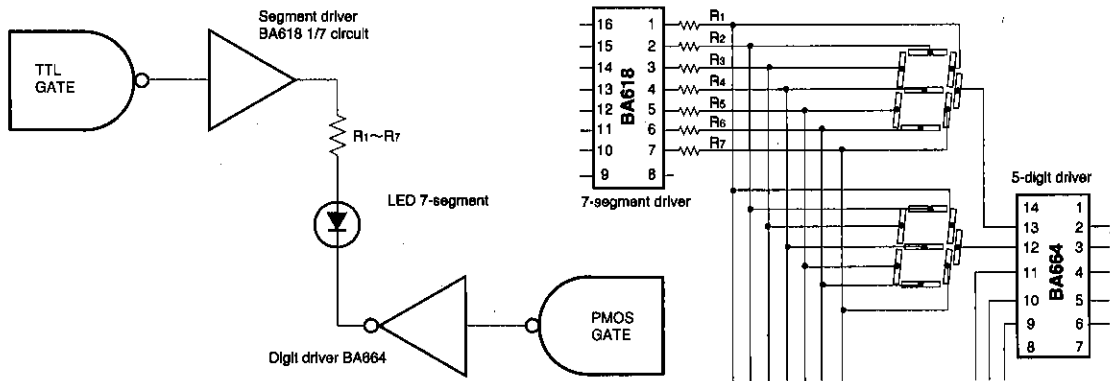 Segment driver
BA618 1/7 circuit
TTL
GATE
R1~R7
LED 7-segment
PMOS
GATE
Digit driver BA664
16 1 R1
15 2 R2
14 3 R3
13 4 R4
12 5 R5
11 6 R6
10 7 R7
9 8
BA618
7-segment driver
5-digit driver
14 1
13 2
12 3
11 4
10 5
9 6
8 7
BA664